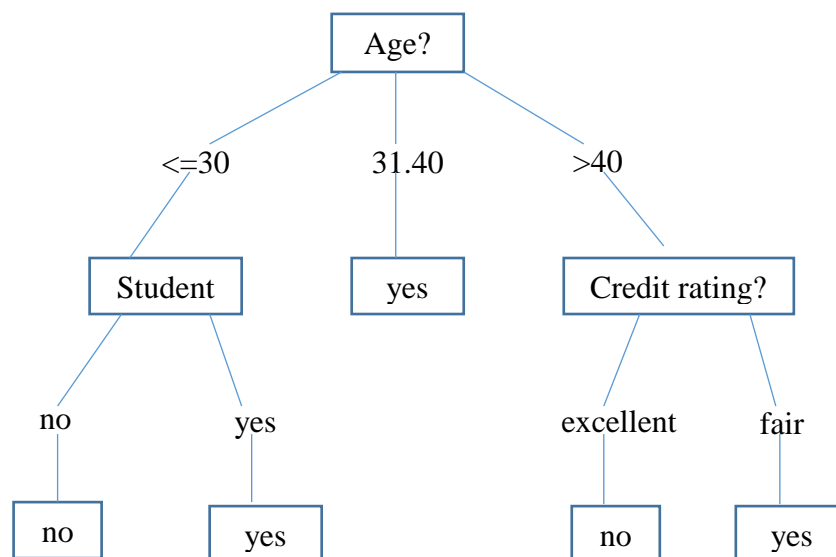 Age?
<=30 31.40 >40
Student yes Credit rating?
no yes excellent fair
no yes no yes